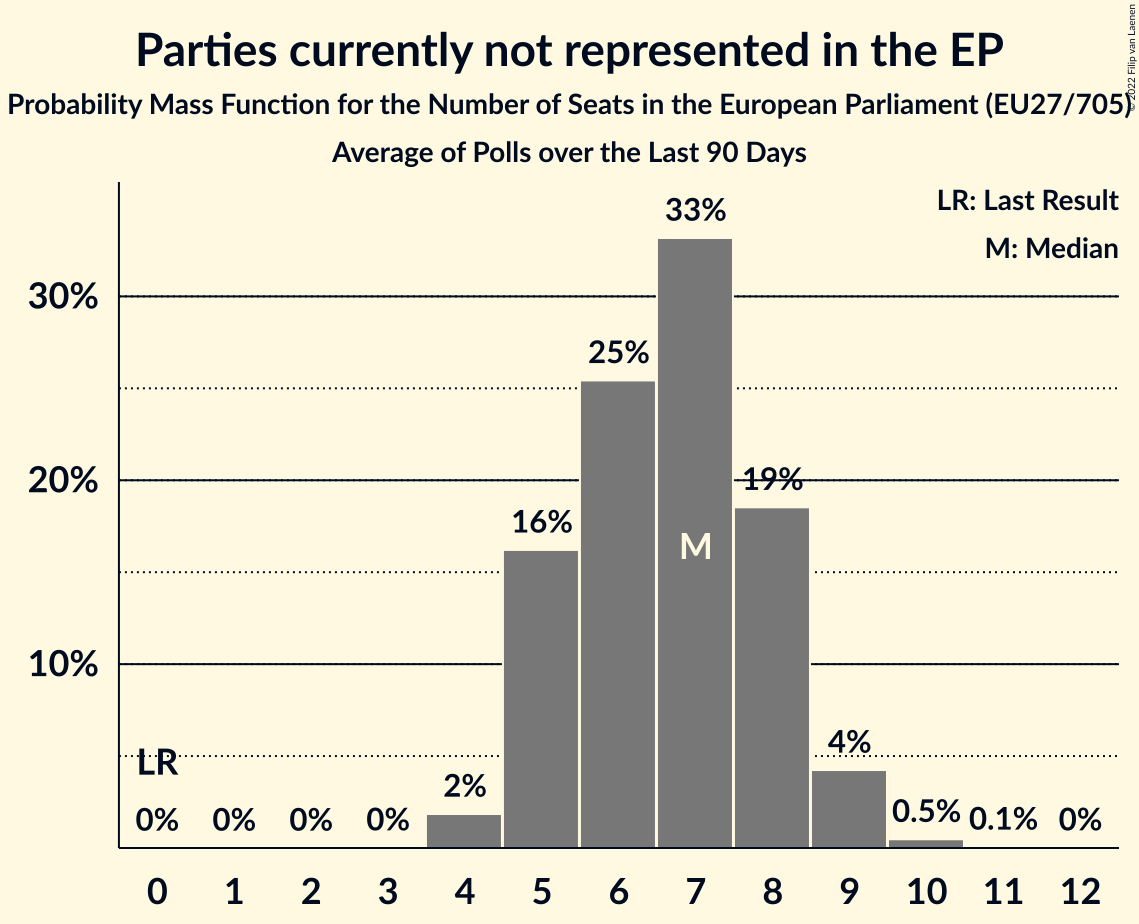 Parties currently not represented in the EP
Probability Mass Function for the Number of Seats in the European Parliament (EU27/705)
Average of Polls over the Last 90 Days
© 2022 Filip van Laenen
LR: Last Result
M: Median
30%
20%
10%
LR
0%
0%
0%
0%
2%
16%
25%
33%
M
19%
4%
0.5%
0.1%
0%
0 1 2 3 4 5 6 7 8 9 10 11 12